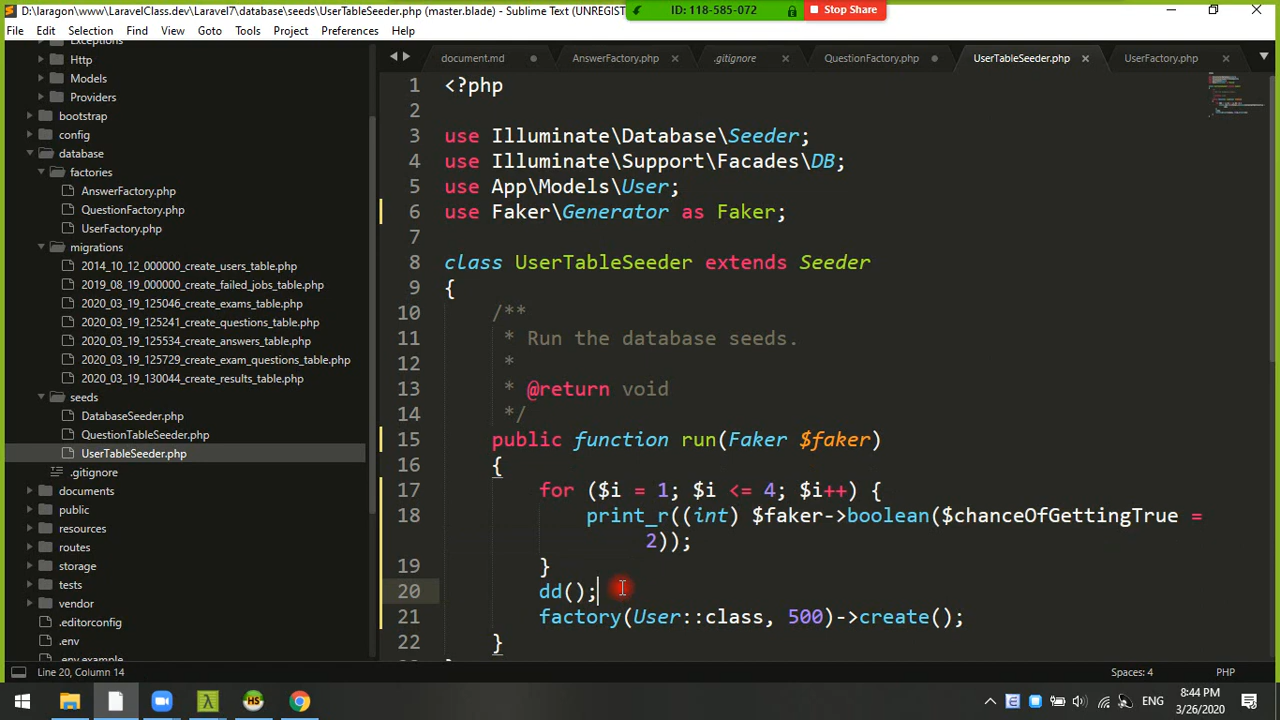 D:\laragon\www\LaravelClass.dev\Laravel7\database\seeds\UserTableSeeder.php (master.blade) - Sublime Text (UNREGIST
ID: 118-585-072
Stop Share
File Edit Selection Find View Goto Tools Project Preferences Help
Exceptions
Http
Models
Providers
bootstrap
config
database
factories
AnswerFactory.php
QuestionFactory.php
UserFactory.php
migrations
2014_10_12_000000_create_users_table.php
2019_08_19_000000_create_failed_jobs_table.php
2020_03_19_125046_create_exams_table.php
2020_03_19_125241_create_questions_table.php
2020_03_19_125534_create_answers_table.php
2020_03_19_125729_create_exam_questions_table.php
2020_03_19_130044_create_results_table.php
seeds
DatabaseSeeder.php
QuestionTableSeeder.php
UserTableSeeder.php
.gitignore
documents
public
resources
routes
storage
tests
vendor
.editorconfig
.env
.env.example
document.md AnswerFactory.php .gitignore QuestionFactory.php UserTableSeeder.php UserFactory.php
1 <?php
2
3 use Illuminate\Database\Seeder;
4 use Illuminate\Support\Facades\DB;
5 use App\Models\User;
6 use Faker\Generator as Faker;
7
8 class UserTableSeeder extends Seeder
9 {
10 /**
11 * Run the database seeds.
12 *
13 * @return void
14 */
15 public function run(Faker $faker)
16 {
17 for ($i = 1; $i <= 4; $i++) {
18 print_r((int) $faker->boolean($chanceOfGettingTrue =
2));
19 }
20 dd();
21 factory(User::class, 500)->create();
22 }
Line 20, Column 14
Spaces: 4 PHP
ENG
8:44 PM
3/26/2020